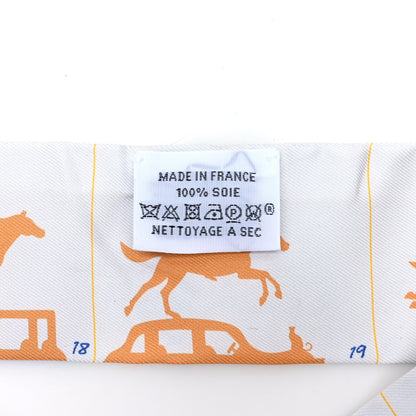 MADE IN FRANCE
100% SOIE
®
NETTOYAGE A SEC
18
19